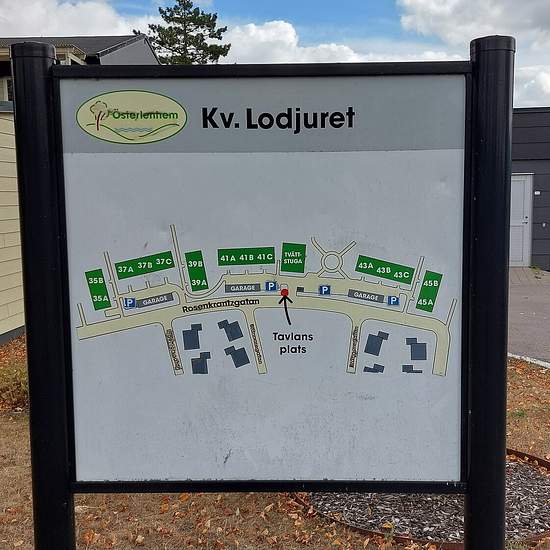 Österlenhem
Kv. Lodjuret
35B
35A
37A 37B 37C
39B
39A
41A 41B 41C
TVÄTT-
STUGA
43A 43B 43C
45B
45A
P GARAGE
GARAGE P
P GARAGE P
Rosenkrantzgatan
Tavlans
plats